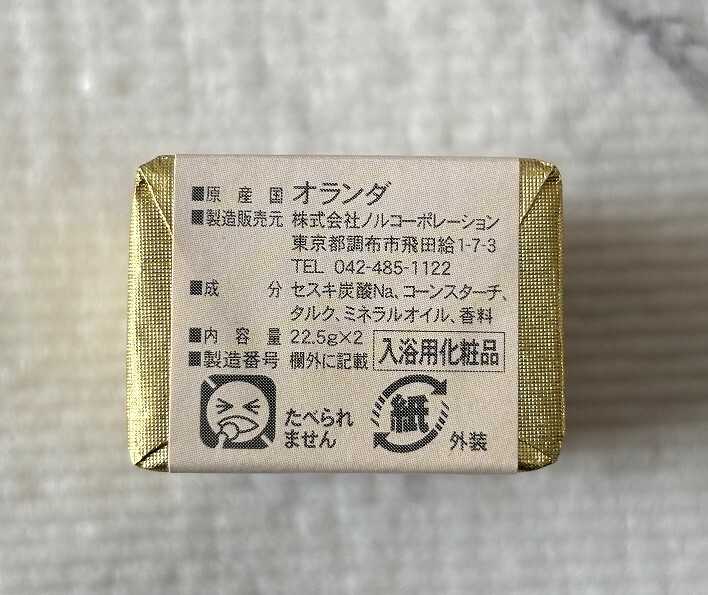 ■原産国 オランダ
■製造販売元 株式会社ノルコーポレーション
東京都調布市飛田給1-7-3
TEL 042-485-1122
■成分 セスキ炭酸Na、コーンスターチ、
タルク、ミネラルオイル、香料
■内容量 22.5g×2
■製造番号 欄外に記載
入浴用化粧品
たべられ
ません
紙
外装